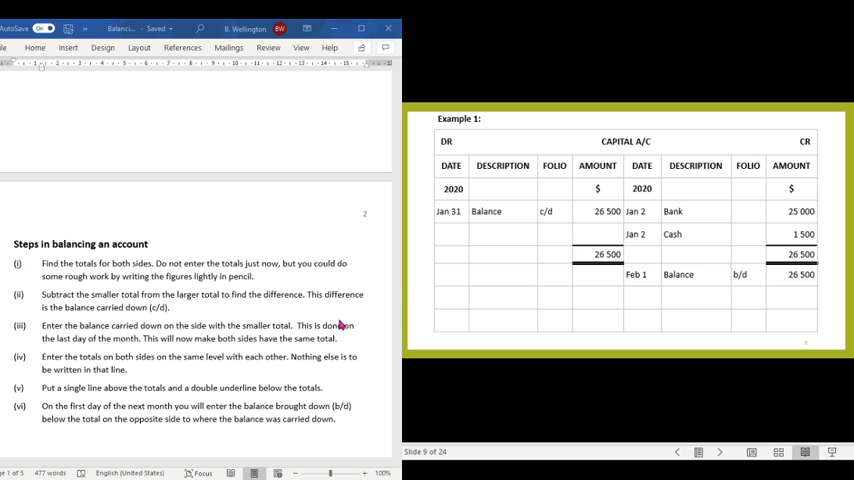 AutoSave On Balanci... - Saved B. Wellington BW
Home Insert Design Layout References Mailings Review View Help
2
Steps in balancing an account
(i) Find the totals for both sides. Do not enter the totals just now, but you could do
some rough work by writing the figures lightly in pencil.
(ii) Subtract the smaller total from the larger total to find the difference. This difference
is the balance carried down (c/d).
(iii) Enter the balance carried down on the side with the smaller total. This is done on
the last day of the month. This will now make both sides have the same total.
(iv) Enter the totals on both sides on the same level with each other. Nothing else is to
be written in that line.
(v) Put a single line above the totals and a double underline below the totals.
(vi) On the first day of the next month you will enter the balance brought down (b/d)
below the total on the opposite side to where the balance was carried down.
1 of 5 477 words English (United States) Focus 100%
Example 1:
DR CAPITAL A/C CR
DATE DESCRIPTION FOLIO AMOUNT DATE DESCRIPTION FOLIO AMOUNT
2020 $ 2020 $
Jan 31 Balance c/d 26 500 Jan 2 Bank 25 000
Jan 2 Cash 1 500
26 500 26 500
Feb 1 Balance b/d 26 500
Slide 9 of 24